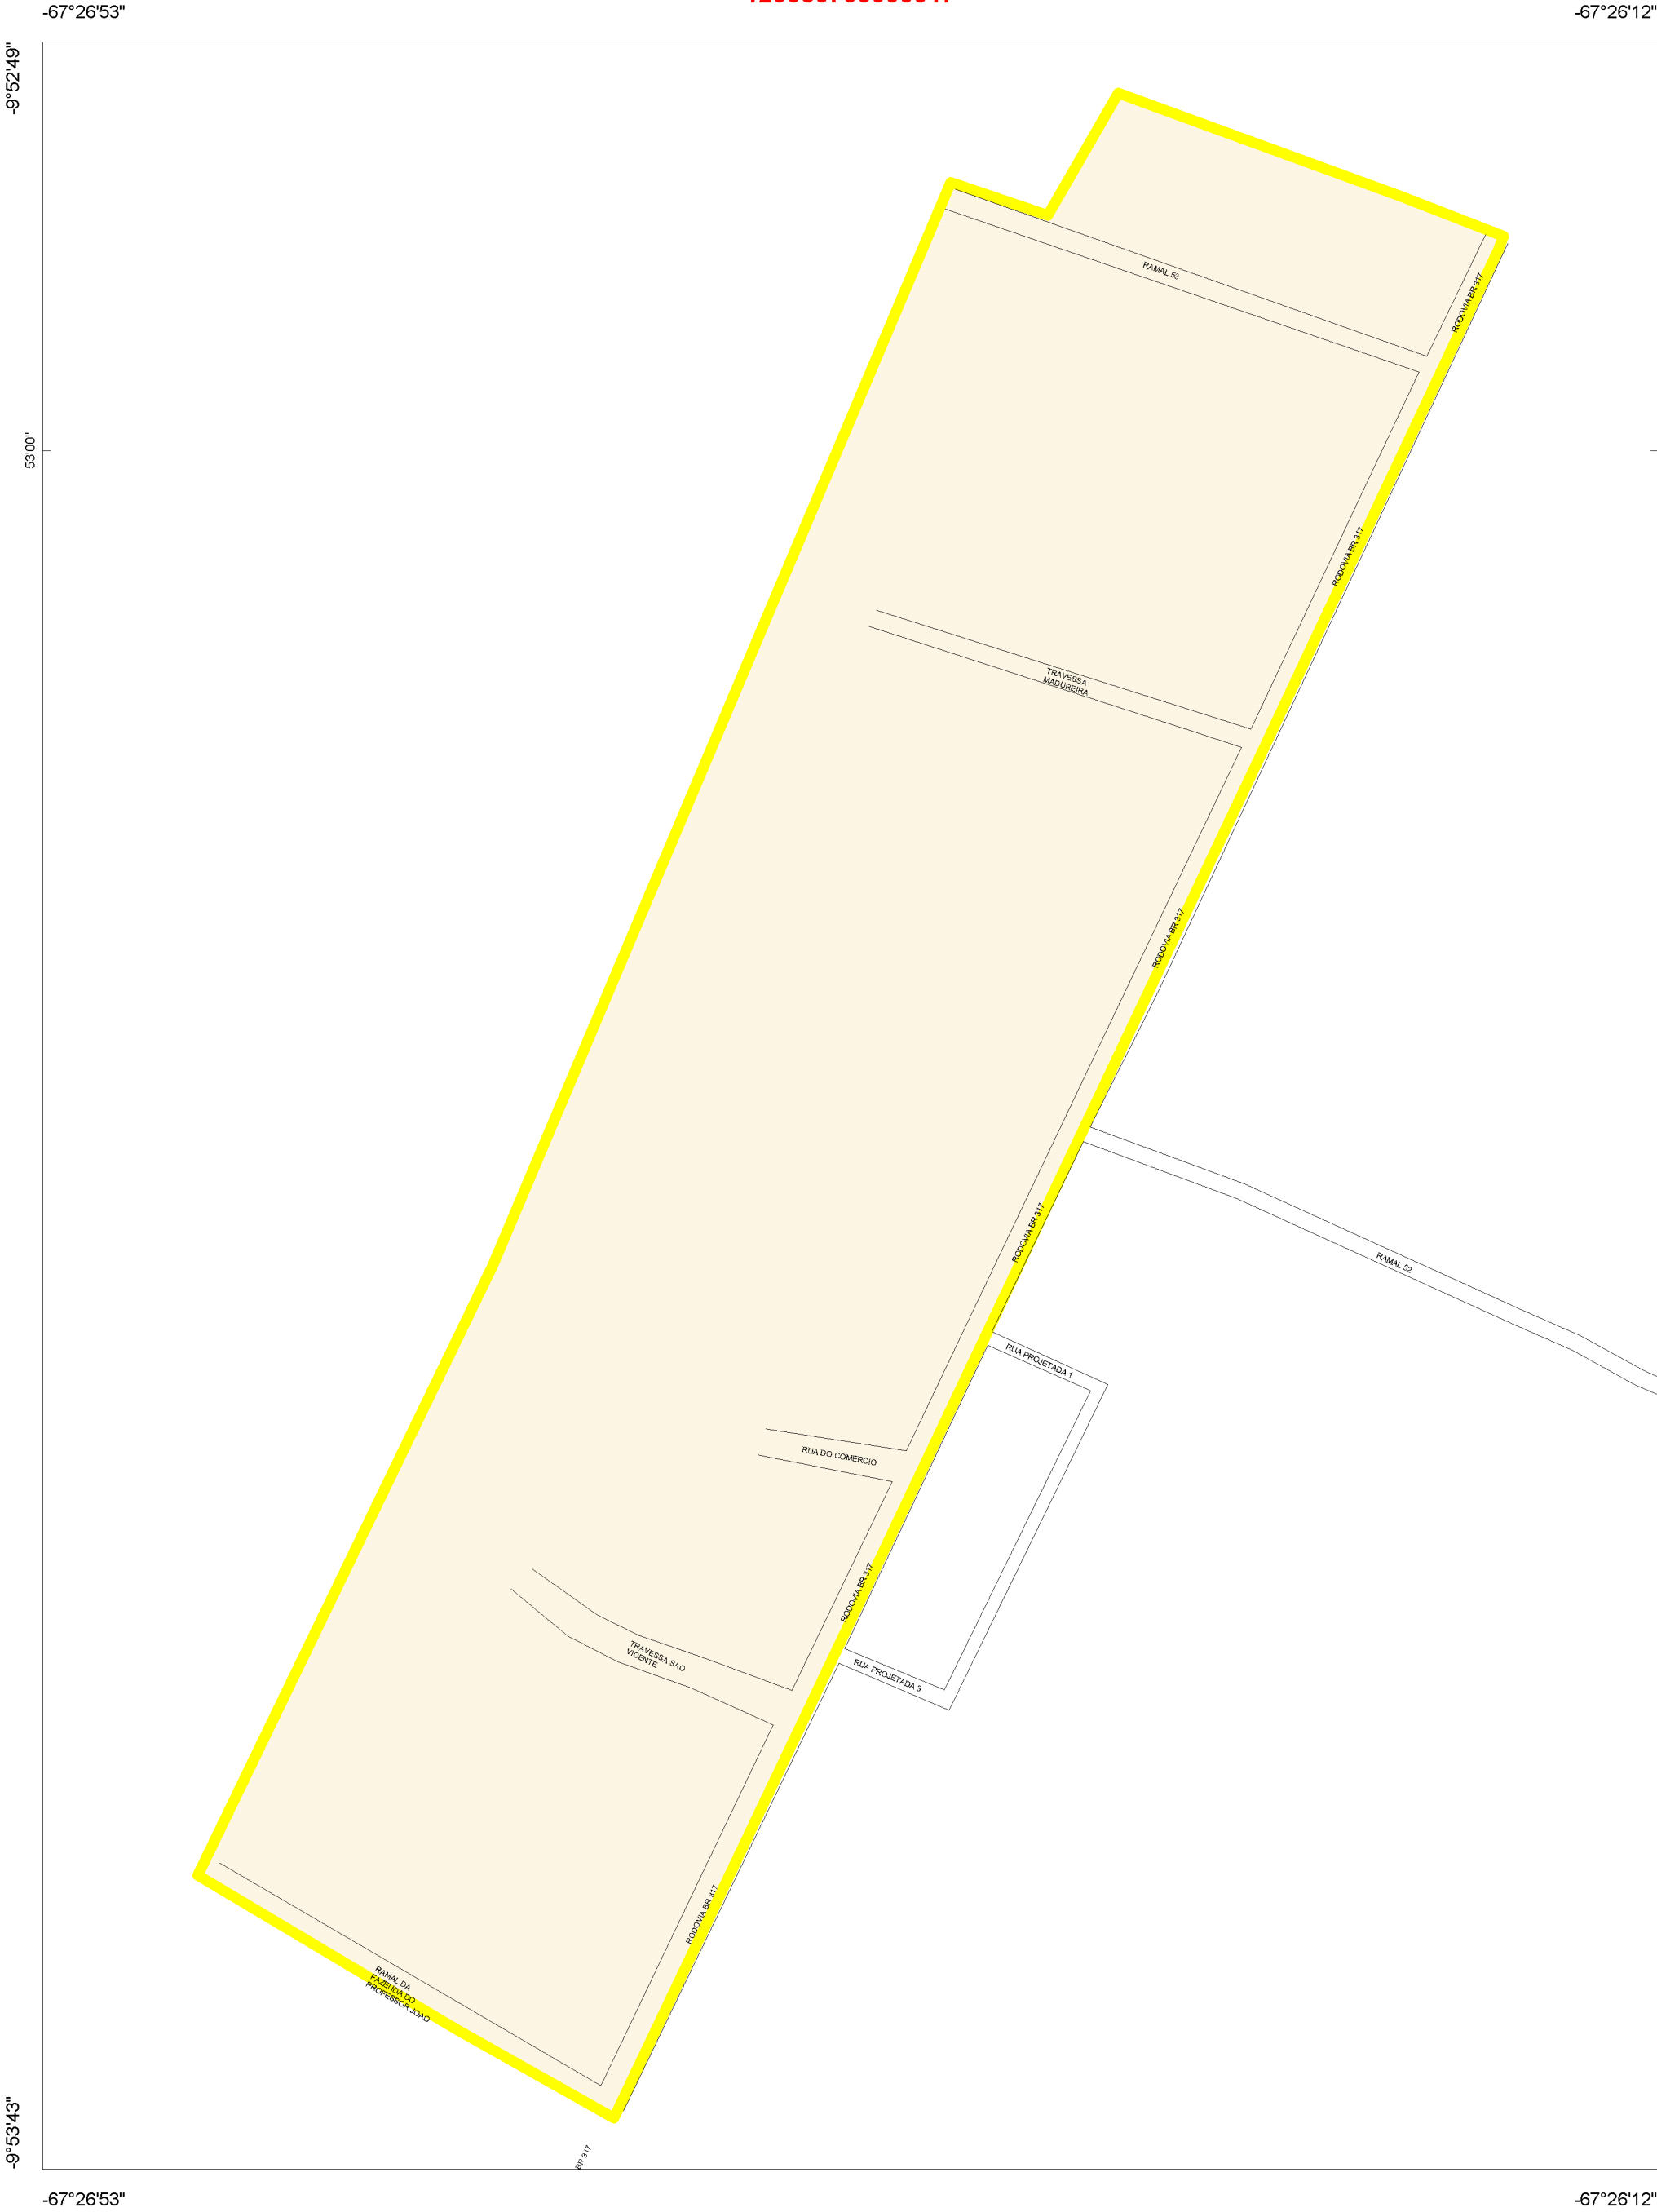 -67°26'53"
-67°26'12"
-9°52'49"
RAMAL 53
RODOVIA BR 317
53'00"
RODOVIA BR 317
TRAVESSA
MADUREIRA
RODOVIA BR 317
RODOVIA BR 317
RAMAL 52
RUA PROJETADA 1
RUA DO COMERCIO
RODOVIA BR 317
TRAVESSA SAO
VICENTE
RUA PROJETADA 3
RODOVIA BR 317
RAMAL DA
FAZENDA DO
PROFESSOR JOAO
-9°53'43"
BR 317
-67°26'53"
-67°26'12"